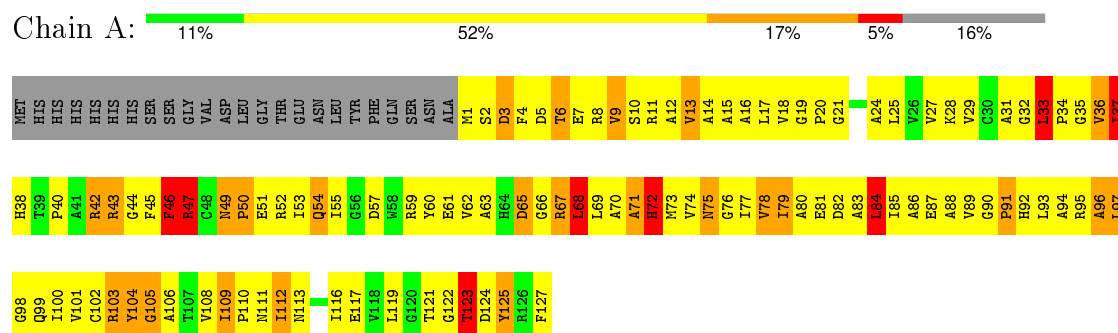 Chain A:
11% 52% 17% 5% 16%
MET HIS HIS HIS HIS HIS HIS HIS SER SER GLY VAL ASP LEU GLY THR GLU ASN LEU TYR PHE GLN SER ASN ALA M1 S2 D3 F4 D5 T6 E7 R8 V9 S10 R11 A12 V13 A14 A15 A16 L17 V18 G19 P20 G21 A24 L25 V26 V27 K28 V29 C30 A31 G32 L33 P34 G35 V36
H38 T39 P40 A41 R42 R43 G44 F45 F46 R47 C48 N49 P50 E51 R52 I53 Q54 I55 G56 D57 W58 R59 Y60 E61 V62 A63 H64 D65 G66 R67 L68 L69 A70 A71 H72 M73 V74 N75 G76 I77 V78 I79 A80 E81 D82 A83 L84 I85 A86 E87 A88 V89 G90 P91 H92 L93 A94 R95 A96 L97
G98 Q99 I100 V101 C102 R103 Y104 G105 A106 T107 V108 I109 P110 N111 I112 N113 I116 E117 V118 L119 G120 T121 G122 T123 D124 Y125 R126 F127